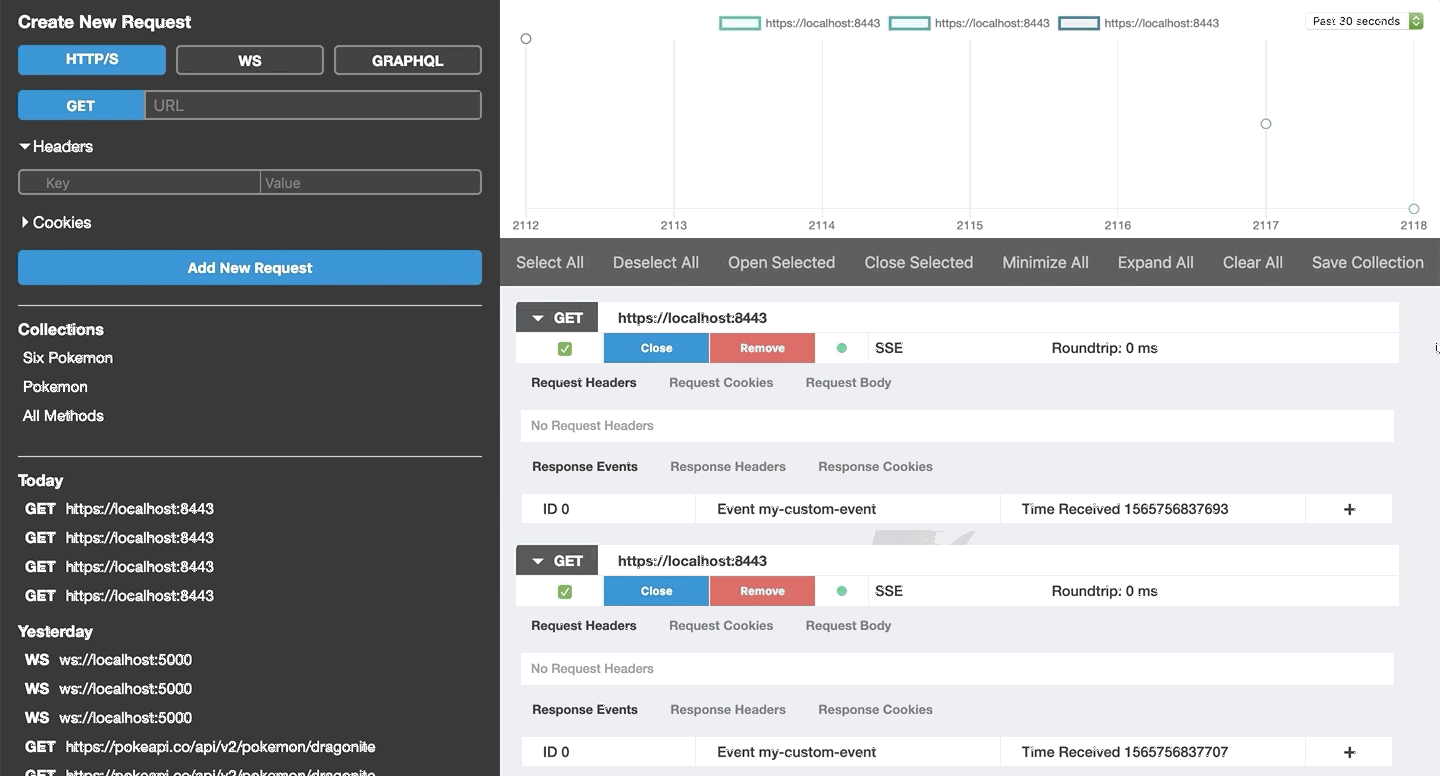 Create New Request
HTTP/S WS GRAPHQL
GET URL
Headers
Key Value
Cookies
Add New Request
Collections
Six Pokemon
Pokemon
All Methods
Today
GET https://localhost:8443
GET https://localhost:8443
GET https://localhost:8443
GET https://localhost:8443
Yesterday
WS ws://localhost:5000
WS ws://localhost:5000
WS ws://localhost:5000
GET https://pokeapi.co/api/v2/pokemon/dragonite
GET https://pokeapi.co/api/v2/pokemon/dragonite
https://localhost:8443 https://localhost:8443 https://localhost:8443 Past 30 seconds
2112 2113 2114 2115 2116 2117 2118
Select All Deselect All Open Selected Close Selected Minimize All Expand All Clear All Save Collection
GET https://localhost:8443
Close Remove SSE Roundtrip: 0 ms
Request Headers Request Cookies Request Body
No Request Headers
Response Events Response Headers Response Cookies
ID 0 Event my-custom-event Time Received 1565756837693 +
GET https://localhost:8443
Close Remove SSE Roundtrip: 0 ms
Request Headers Request Cookies Request Body
No Request Headers
Response Events Response Headers Response Cookies
ID 0 Event my-custom-event Time Received 1565756837707 +